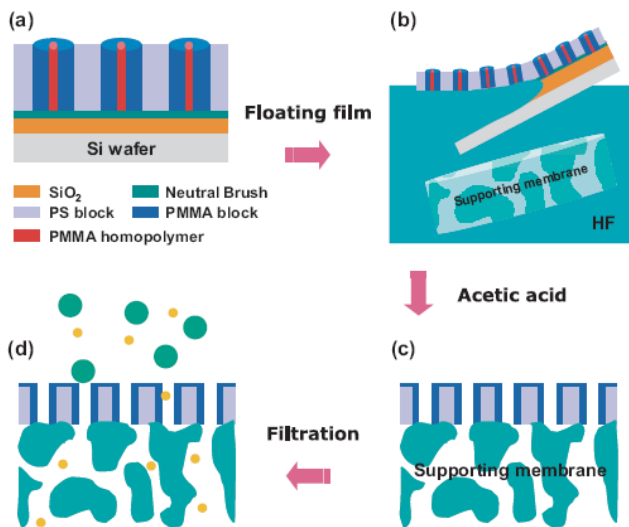 (a)
Si wafer
SiO₂
Neutral Brush
PS block
PMMA block
PMMA homopolymer
Floating film
(b)
Supporting membrane
HF
Acetic acid
(d)
(c)
Filtration
Supporting membrane